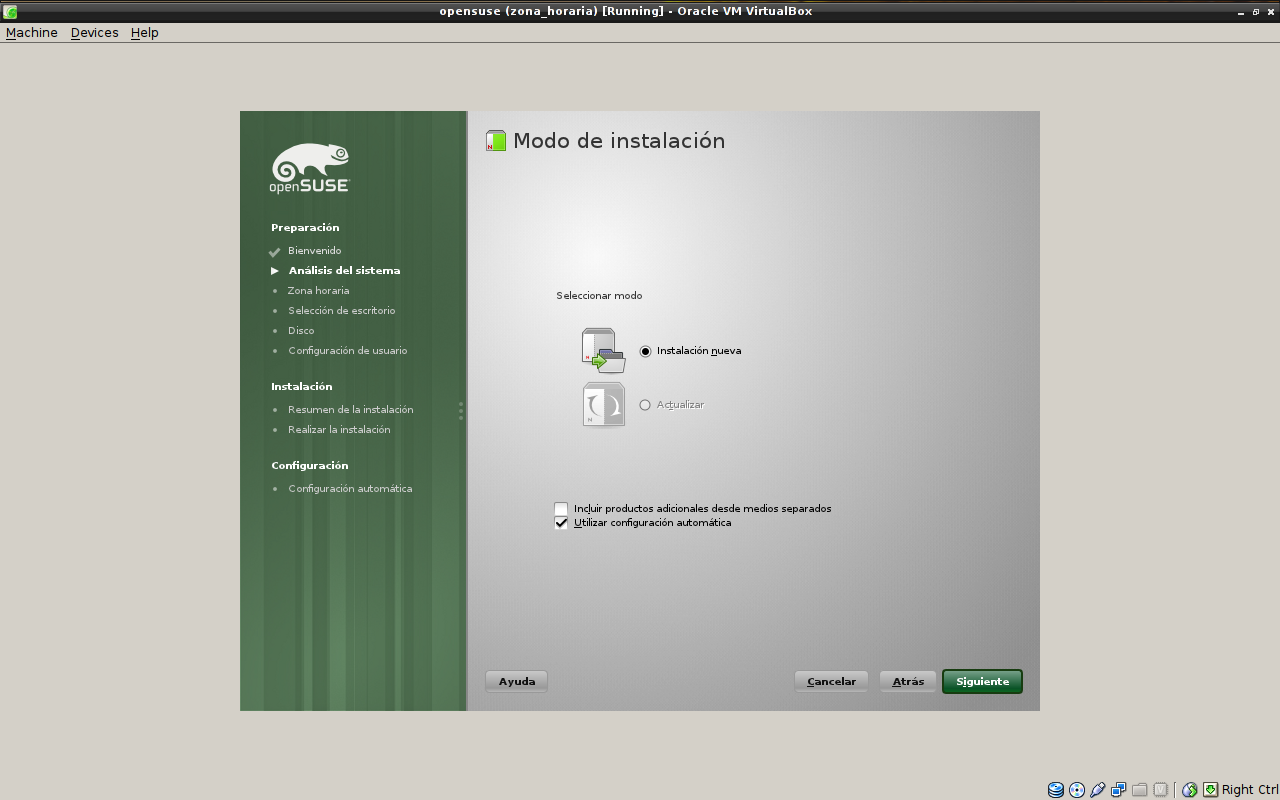 opensuse (zona_horaria) [Running] - Oracle VM VirtualBox
Machine Devices Help
openSUSE
Preparación
Bienvenido
Análisis del sistema
Zona horaria
Selección de escritorio
Disco
Configuración de usuario
Instalación
Resumen de la instalación
Realizar la instalación
Configuración
Configuración automática
Modo de instalación
Seleccionar modo
Instalación nueva
Actualizar
Incluir productos adicionales desde medios separados
Utilizar configuración automática
Ayuda Cancelar Atrás Siguiente
Right Ctrl